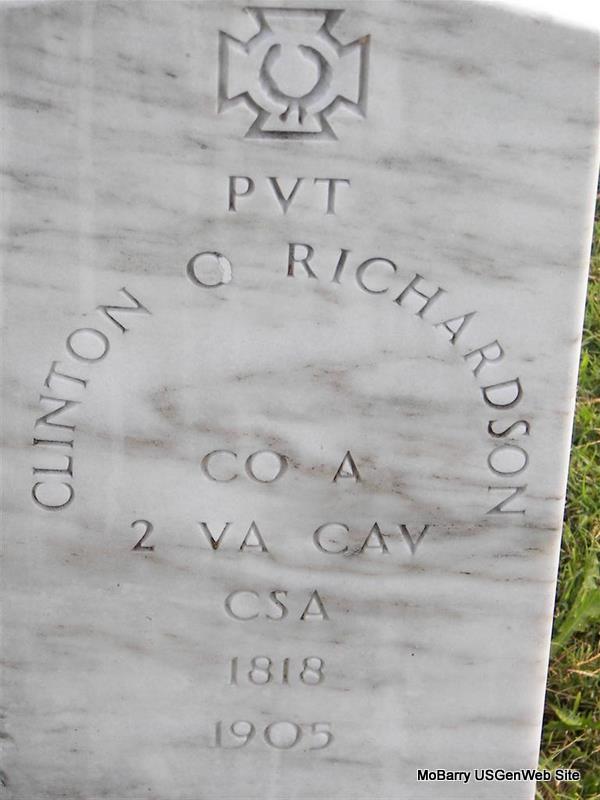 PVT
CLINTON C RICHARDSON
CO A
2 VA CAV
CSA
1818
1905
MoBarry USGenWeb Site